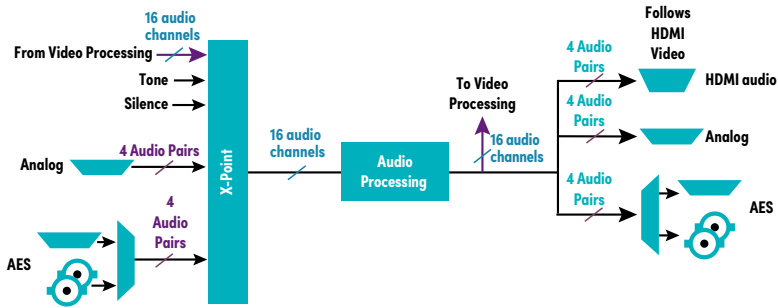 16 audio
channels
From Video Processing
Tone
Silence
Analog
4 Audio Pairs
4
Audio
Pairs
AES
X-Point
16 audio
channels
Audio
Processing
To Video
Processing
16 audio
channels
Follows
HDMI
Video
4 Audio
Pairs
HDMI audio
4 Audio
Pairs
Analog
4 Audio
Pairs
AES